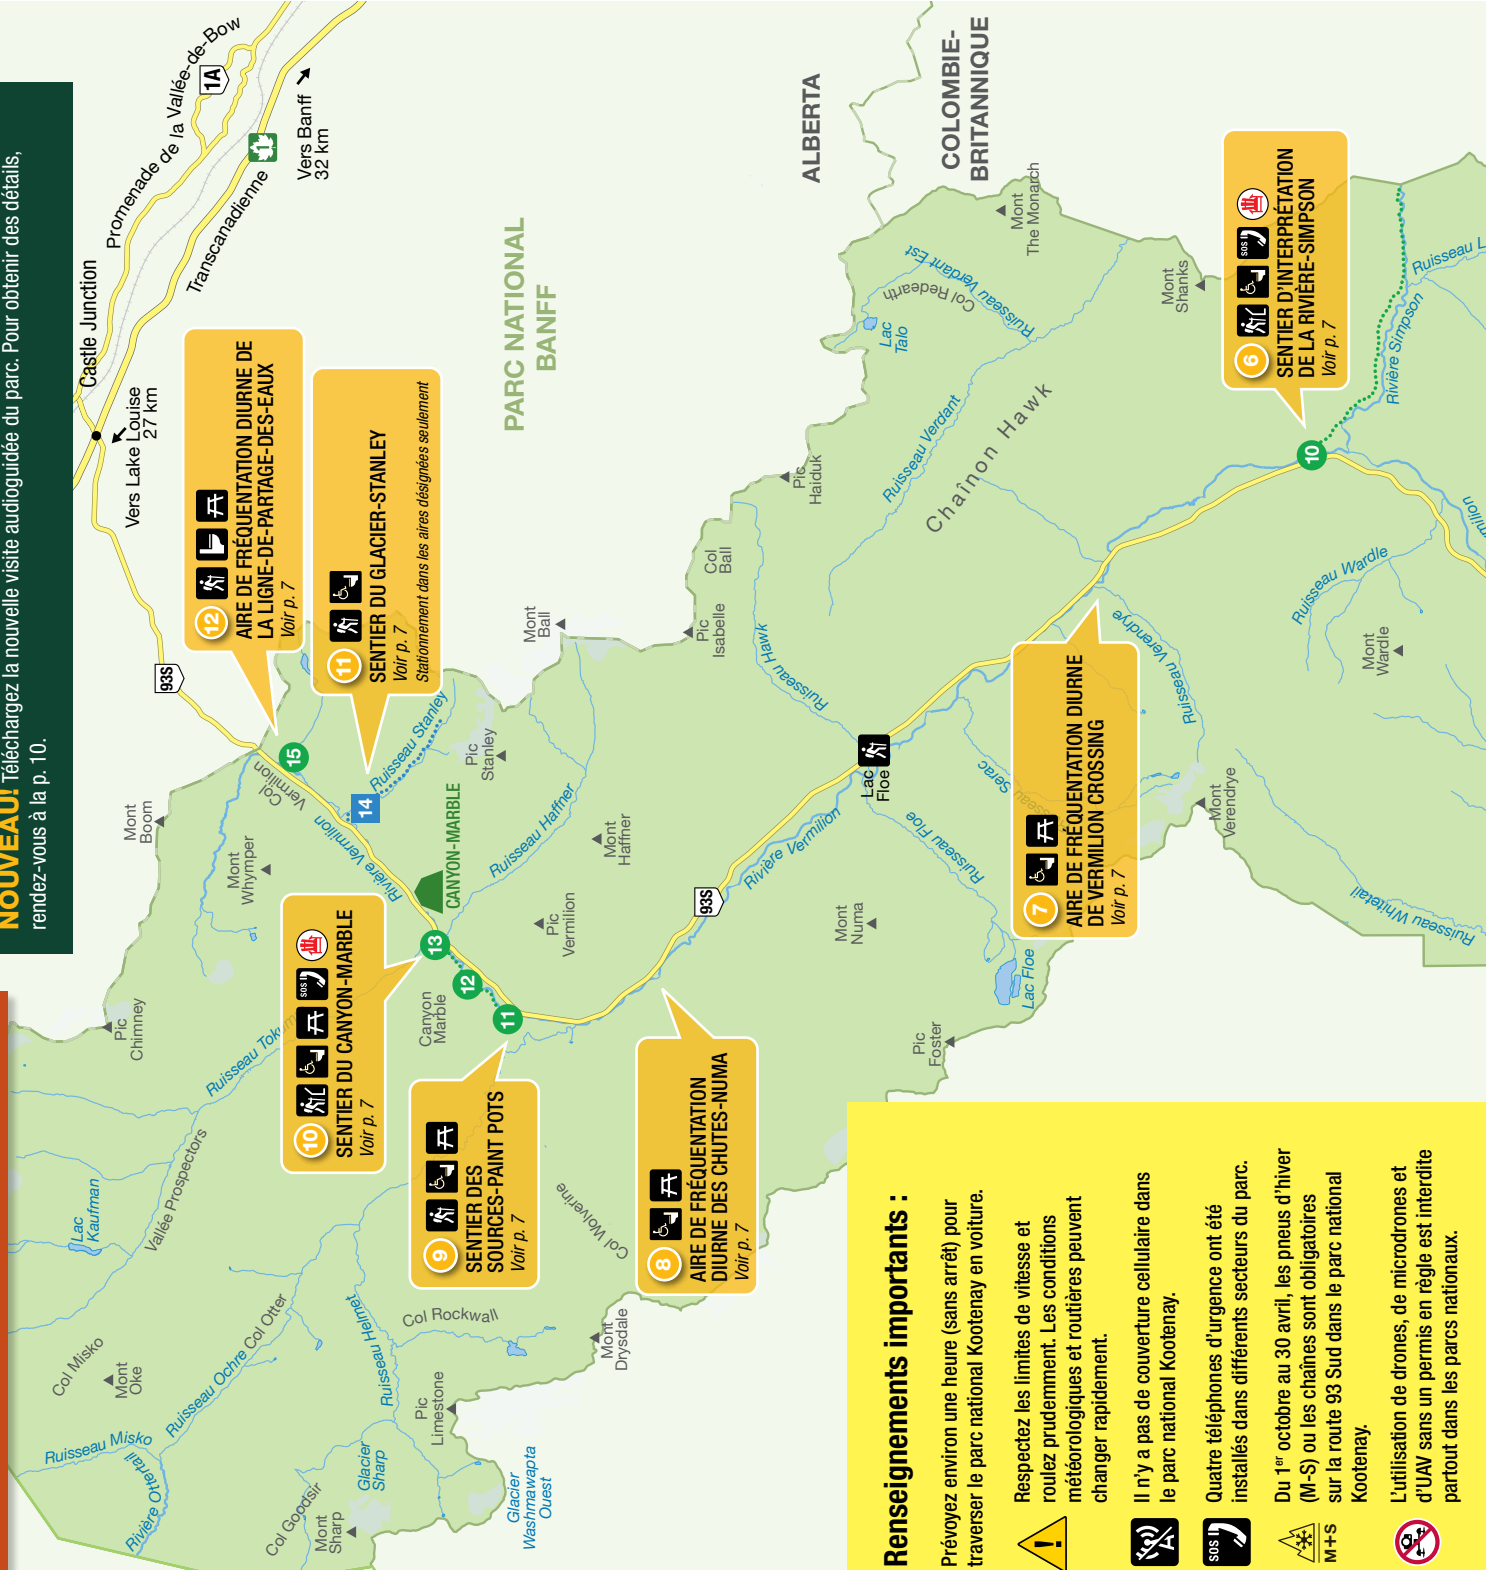 NOUVEAU! Téléchargez la nouvelle visite audioguidée du parc. Pour obtenir des détails,
rendez-vous à la p. 10.
Promenade de la Vallée-de-Bow
1A
1
Transcanadienne
Vers Banff
32 km
Castle Junction
Vers Lake Louise
27 km
93S
PARC NATIONAL
BANFF
ALBERTA
COLOMBIE-
BRITANNIQUE
12
AIRE DE FRÉQUENTATION DIURNE DE
LA LIGNE-DE-PARTAGE-DES-EAUX
Voir p. 7
11
SENTIER DU GLACIER-STANLEY
Voir p. 7
Stationnement dans les aires désignées seulement
15
Col
Vermilion
14
Ruisseau Stanley
Pic
Stanley
Rivière Vermilion
CANYON-MARBLE
Ruisseau Haffner
Mont
Haffner
Pic
Vermilion
Mont
Boom
Mont
Whymper
Pic
Chimney
10
SOS
SENTIER DU CANYON-MARBLE
Voir p. 7
13
12
11
Canyon
Marble
9
SENTIER DES
SOURCES-PAINT POTS
Voir p. 7
8
AIRE DE FRÉQUENTATION
DIURNE DES CHUTES-NUMA
Voir p. 7
Vallée Prospectors
Lac
Kaufman
Col Misko
Mont
Oke
Ruisseau Misko
Rivière Ottertail
Ruisseau Ochre
Col Otter
Ruisseau Helmet
Col Rockwall
Col Wolverine
Mont
Drysdale
Pic
Limestone
Glacier
Sharp
Col Goodsir
Mont
Sharp
Glacier
Washmawapta
Ouest
Mont
Ball
Pic
Isabelle
Col
Ball
Pic
Haiduk
Ruisseau Hawk
Lac
Floe
93S
Rivière Vermilion
Ruisseau Floe
Lac Floe
Mont
Numa
Pic
Foster
Serac
7
AIRE DE FRÉQUENTATION DIURNE
DE VERMILION CROSSING
Voir p. 7
Ruisseau Verendrye
Mont
Verendrye
Ruisseau Whitetail
Ruisseau Wardle
Mont
Wardle
Chaînon Hawk
Ruisseau Verdant
Lac
Talo
Col Redearth
Ruisseau Verdant Est
Mont
The Monarch
Mont
Shanks
6
SOS
SENTIER D'INTERPRÉTATION
DE LA RIVIÈRE-SIMPSON
Voir p. 7
10
Rivière Simpson
Ruisseau L
Renseignements importants :
Prévoyez environ une heure (sans arrêt) pour
traverser le parc national Kootenay en voiture.
Respectez les limites de vitesse et
roulez prudemment. Les conditions
météorologiques et routières peuvent
changer rapidement.
Il n'y a pas de couverture cellulaire dans
le parc national Kootenay.
SOS
Quatre téléphones d'urgence ont été
installés dans différents secteurs du parc.
M+S
Du 1er octobre au 30 avril, les pneus d'hiver
(M-S) ou les chaînes sont obligatoires
sur la route 93 Sud dans le parc national
Kootenay.
L'utilisation de drones, de microdrones et
d'UAV sans un permis en règle est interdite
partout dans les parcs nationaux.